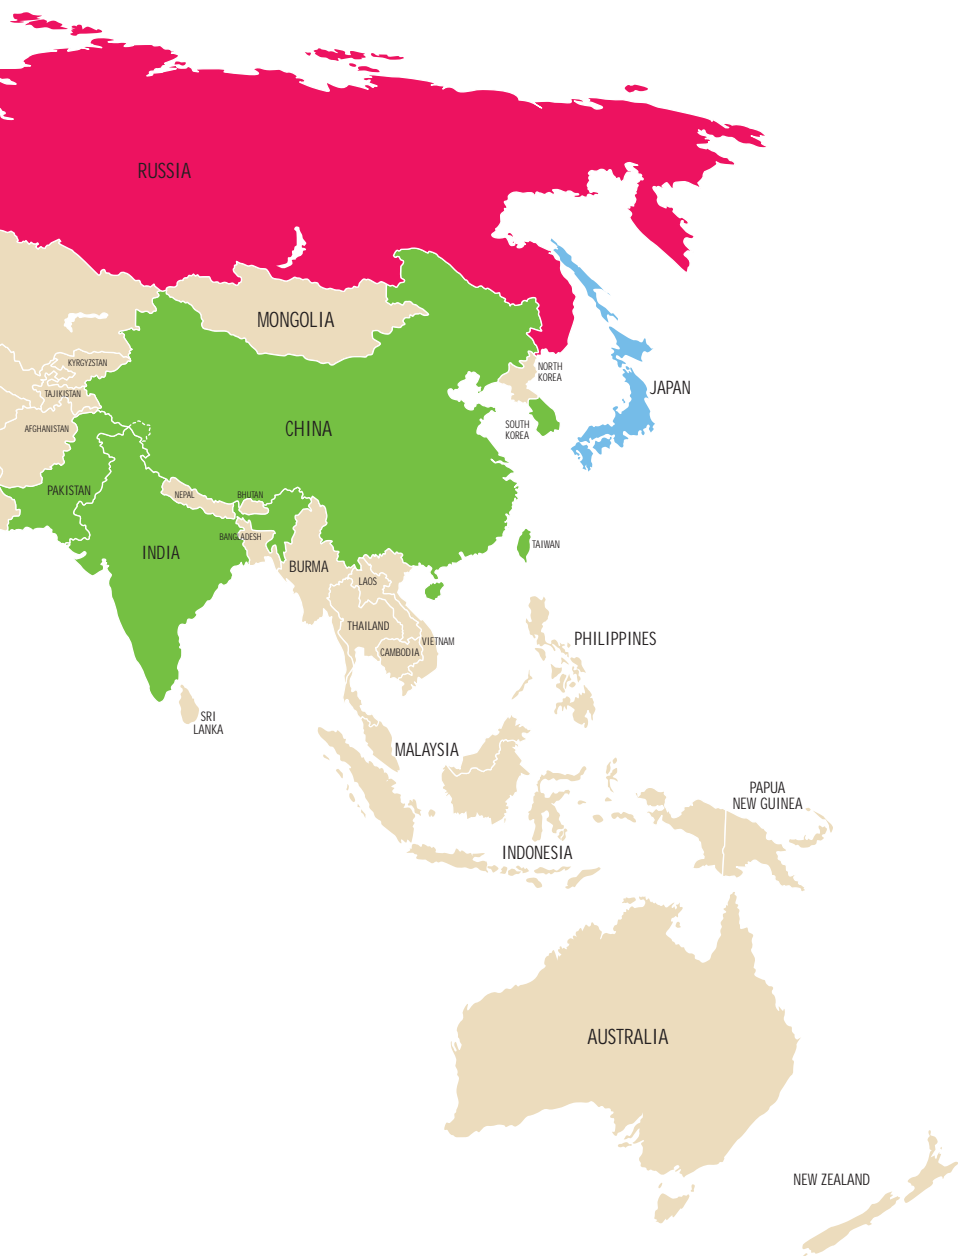 RUSSIA
MONGOLIA
KYRGYZSTAN
NORTH
KOREA
JAPAN
TAJIKISTAN
AFGHANISTAN
CHINA
SOUTH
KOREA
PAKISTAN
NEPAL
BHUTAN
BANGLADESH
TAIWAN
INDIA
BURMA
LAOS
THAILAND
VIETNAM
PHILIPPINES
CAMBODIA
SRI
LANKA
MALAYSIA
PAPUA
NEW GUINEA
INDONESIA
AUSTRALIA
NEW ZEALAND